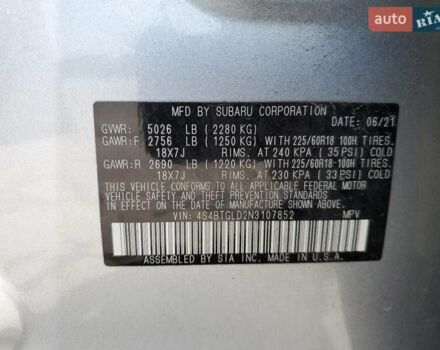 AUTO RIA
MFD BY SUBARU CORPORATION
DATE: 06/21
GVWR: 5026 LB (2280 KG)
GAWR:F 2756 LB (1250 KG) WITH 225/60R18 100H TIRES.
18X7J RIMS. AT 240 KPA (35 PSI) COLD
GAWR:R 2690 LB (1220 KG) WITH 225/60R18 100H TIRES.
18X7J RIMS. AT 230 KPA (33 PSI) COLD
THIS VEHICLE CONFORMS TO ALL APPLICABLE FEDERAL MOTOR
VEHICLE SAFETY AND THEFT PREVENTION STANDARDS IN EFFECT
ON THE DATE OF MANUFACTURE SHOWN ABOVE.
VIN: 4S4BTGLD2N3107852 MPV
ASSEMBLED BY SIA INC. MADE IN U.S.A.